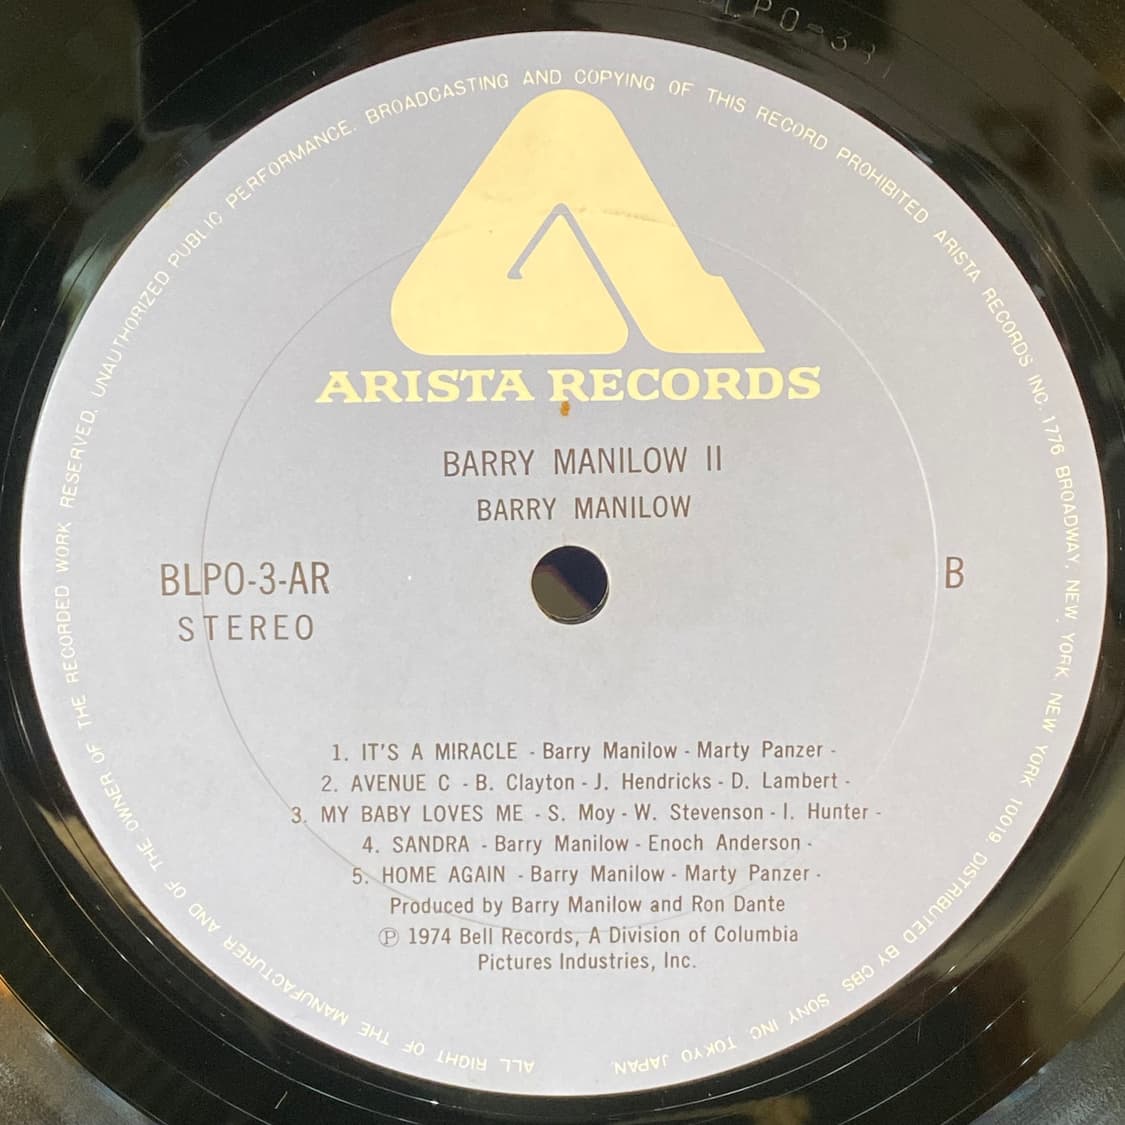 BLPO-3
ALL RIGHT OF THE MANUFACTURER AND OF THE OWNER OF THE RECORDED WORK RESERVED. UNAUTHORIZED PUBLIC PERFORMANCE. BROADCASTING AND COPYING OF THIS RECORD PROHIBITED ARISTA RECORDS INC. 1776 BROADWAY, NEW YORK NEW YORK 10019. DISTRIBUTED BY CBS SONY INC TOKYO JAPAN.
ARISTA RECORDS
BARRY MANILOW II
BARRY MANILOW
BLPO-3-AR
STEREO
B
1. IT'S A MIRACLE - Barry Manilow - Marty Panzer -
2. AVENUE C - B. Clayton - J. Hendricks - D. Lambert -
3. MY BABY LOVES ME - S. Moy - W. Stevenson - I. Hunter -
4. SANDRA - Barry Manilow - Enoch Anderson -
5. HOME AGAIN - Barry Manilow - Marty Panzer -
Produced by Barry Manilow and Ron Dante
℗ 1974 Bell Records, A Division of Columbia
Pictures Industries, Inc.